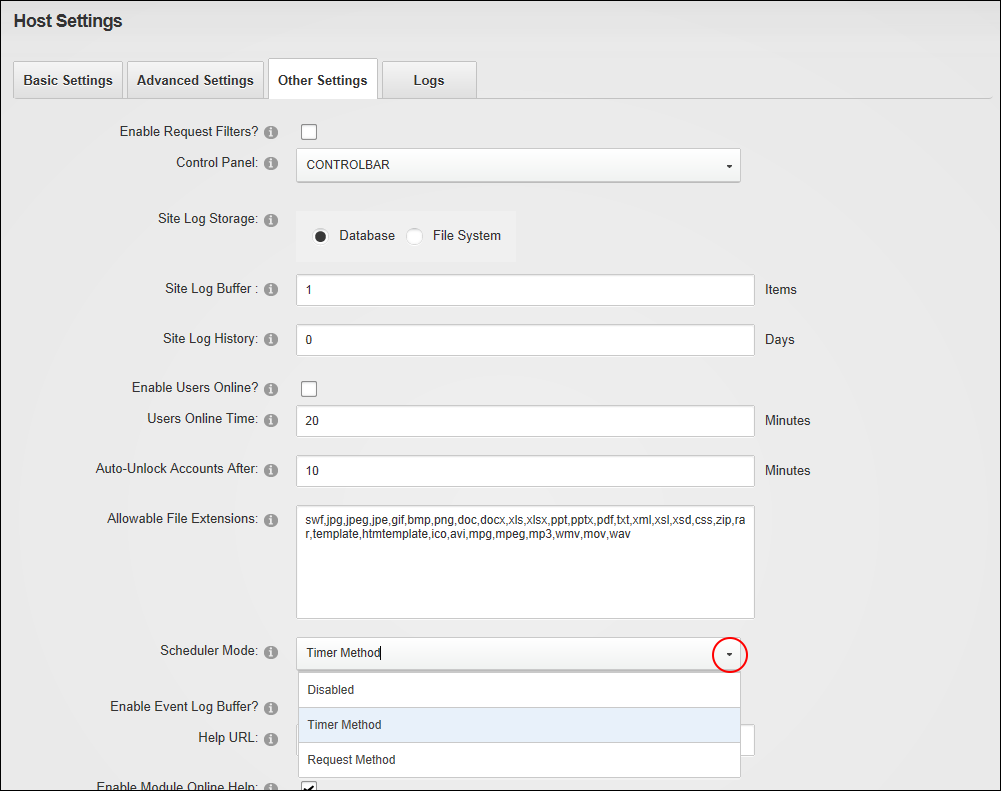 Host Settings
Basic Settings Advanced Settings Other Settings Logs
Enable Request Filters?
Control Panel: CONTROLBAR
Site Log Storage: Database File System
Site Log Buffer : 1 Items
Site Log History: 0 Days
Enable Users Online?
Users Online Time: 20 Minutes
Auto-Unlock Accounts After: 10 Minutes
Allowable File Extensions: swf,jpg,jpeg,jpe,gif,bmp,png,doc,docx,xls,xlsx,ppt,pptx,pdf,txt,xml,xsl,xsd,css,zip,ra
r,template,htmtemplate,ico,avi,mpg,mpeg,mp3,wmv,mov,wav
Scheduler Mode: Timer Method
Disabled
Enable Event Log Buffer? Timer Method
Help URL:
Request Method
Enable Module Online Help: